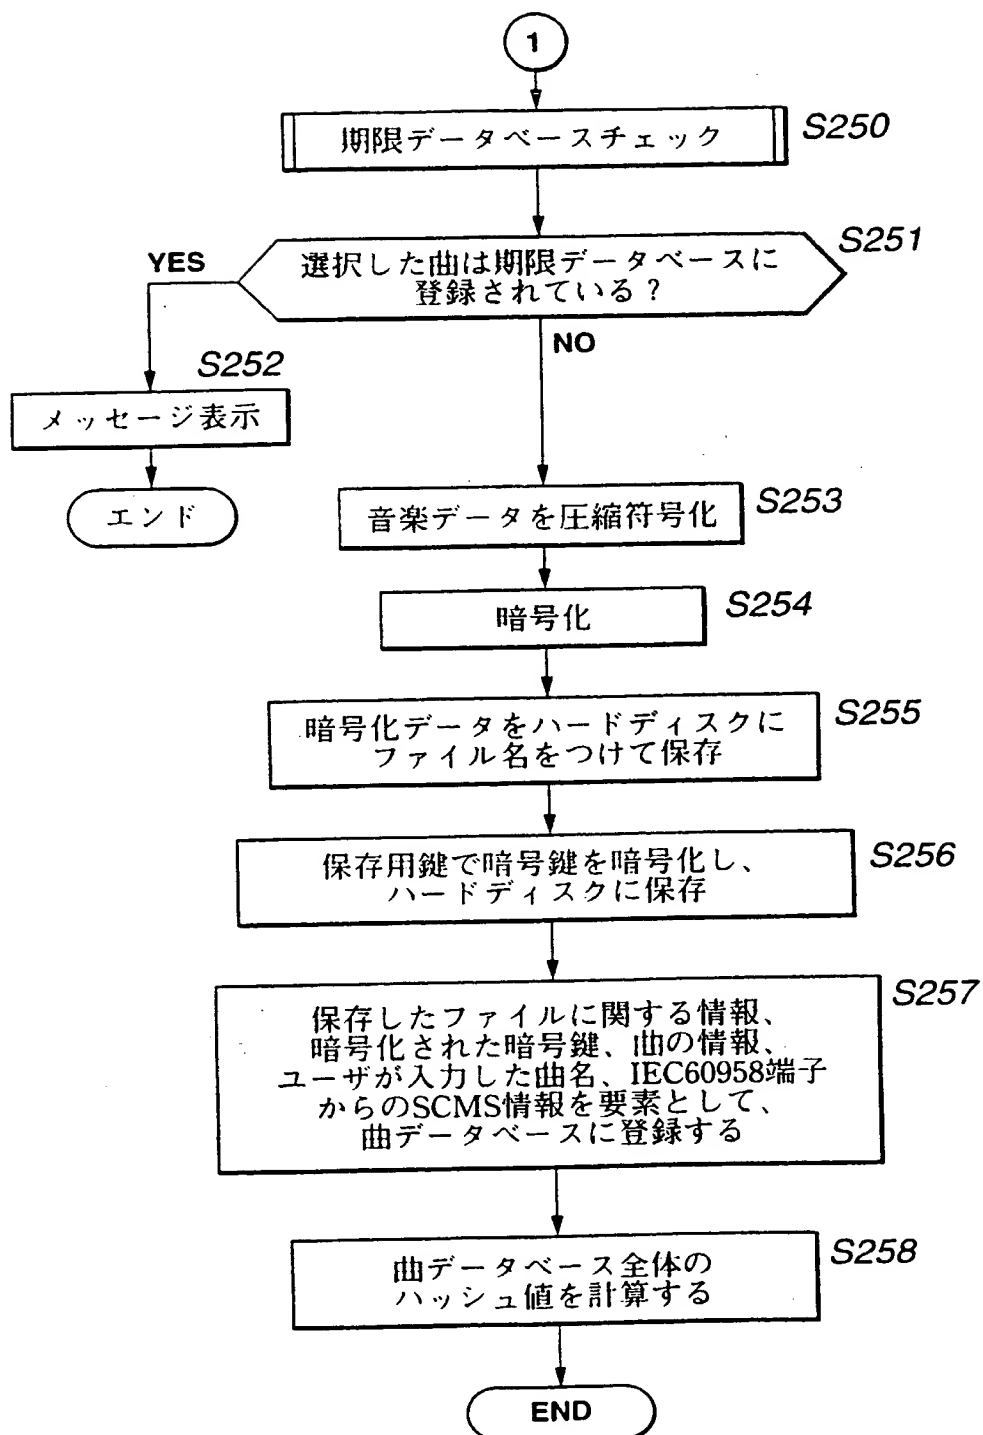 1
期限データベースチェック
S250
選択した曲は期限データベースに
登録されている?
S251
YES
NO
S252
メッセージ表示
エンド
音楽データを圧縮符号化
S253
暗号化
S254
暗号化データをハードディスクに
ファイル名をつけて保存
S255
保存用鍵で暗号鍵を暗号化し、
ハードディスクに保存
S256
保存したファイルに関する情報、
暗号化された暗号鍵、曲の情報、
ユーザが入力した曲名、IEC60958端子
からのSCMS情報を要素として、
曲データベースに登録する
S257
曲データベース全体の
ハッシュ値を計算する
S258
END